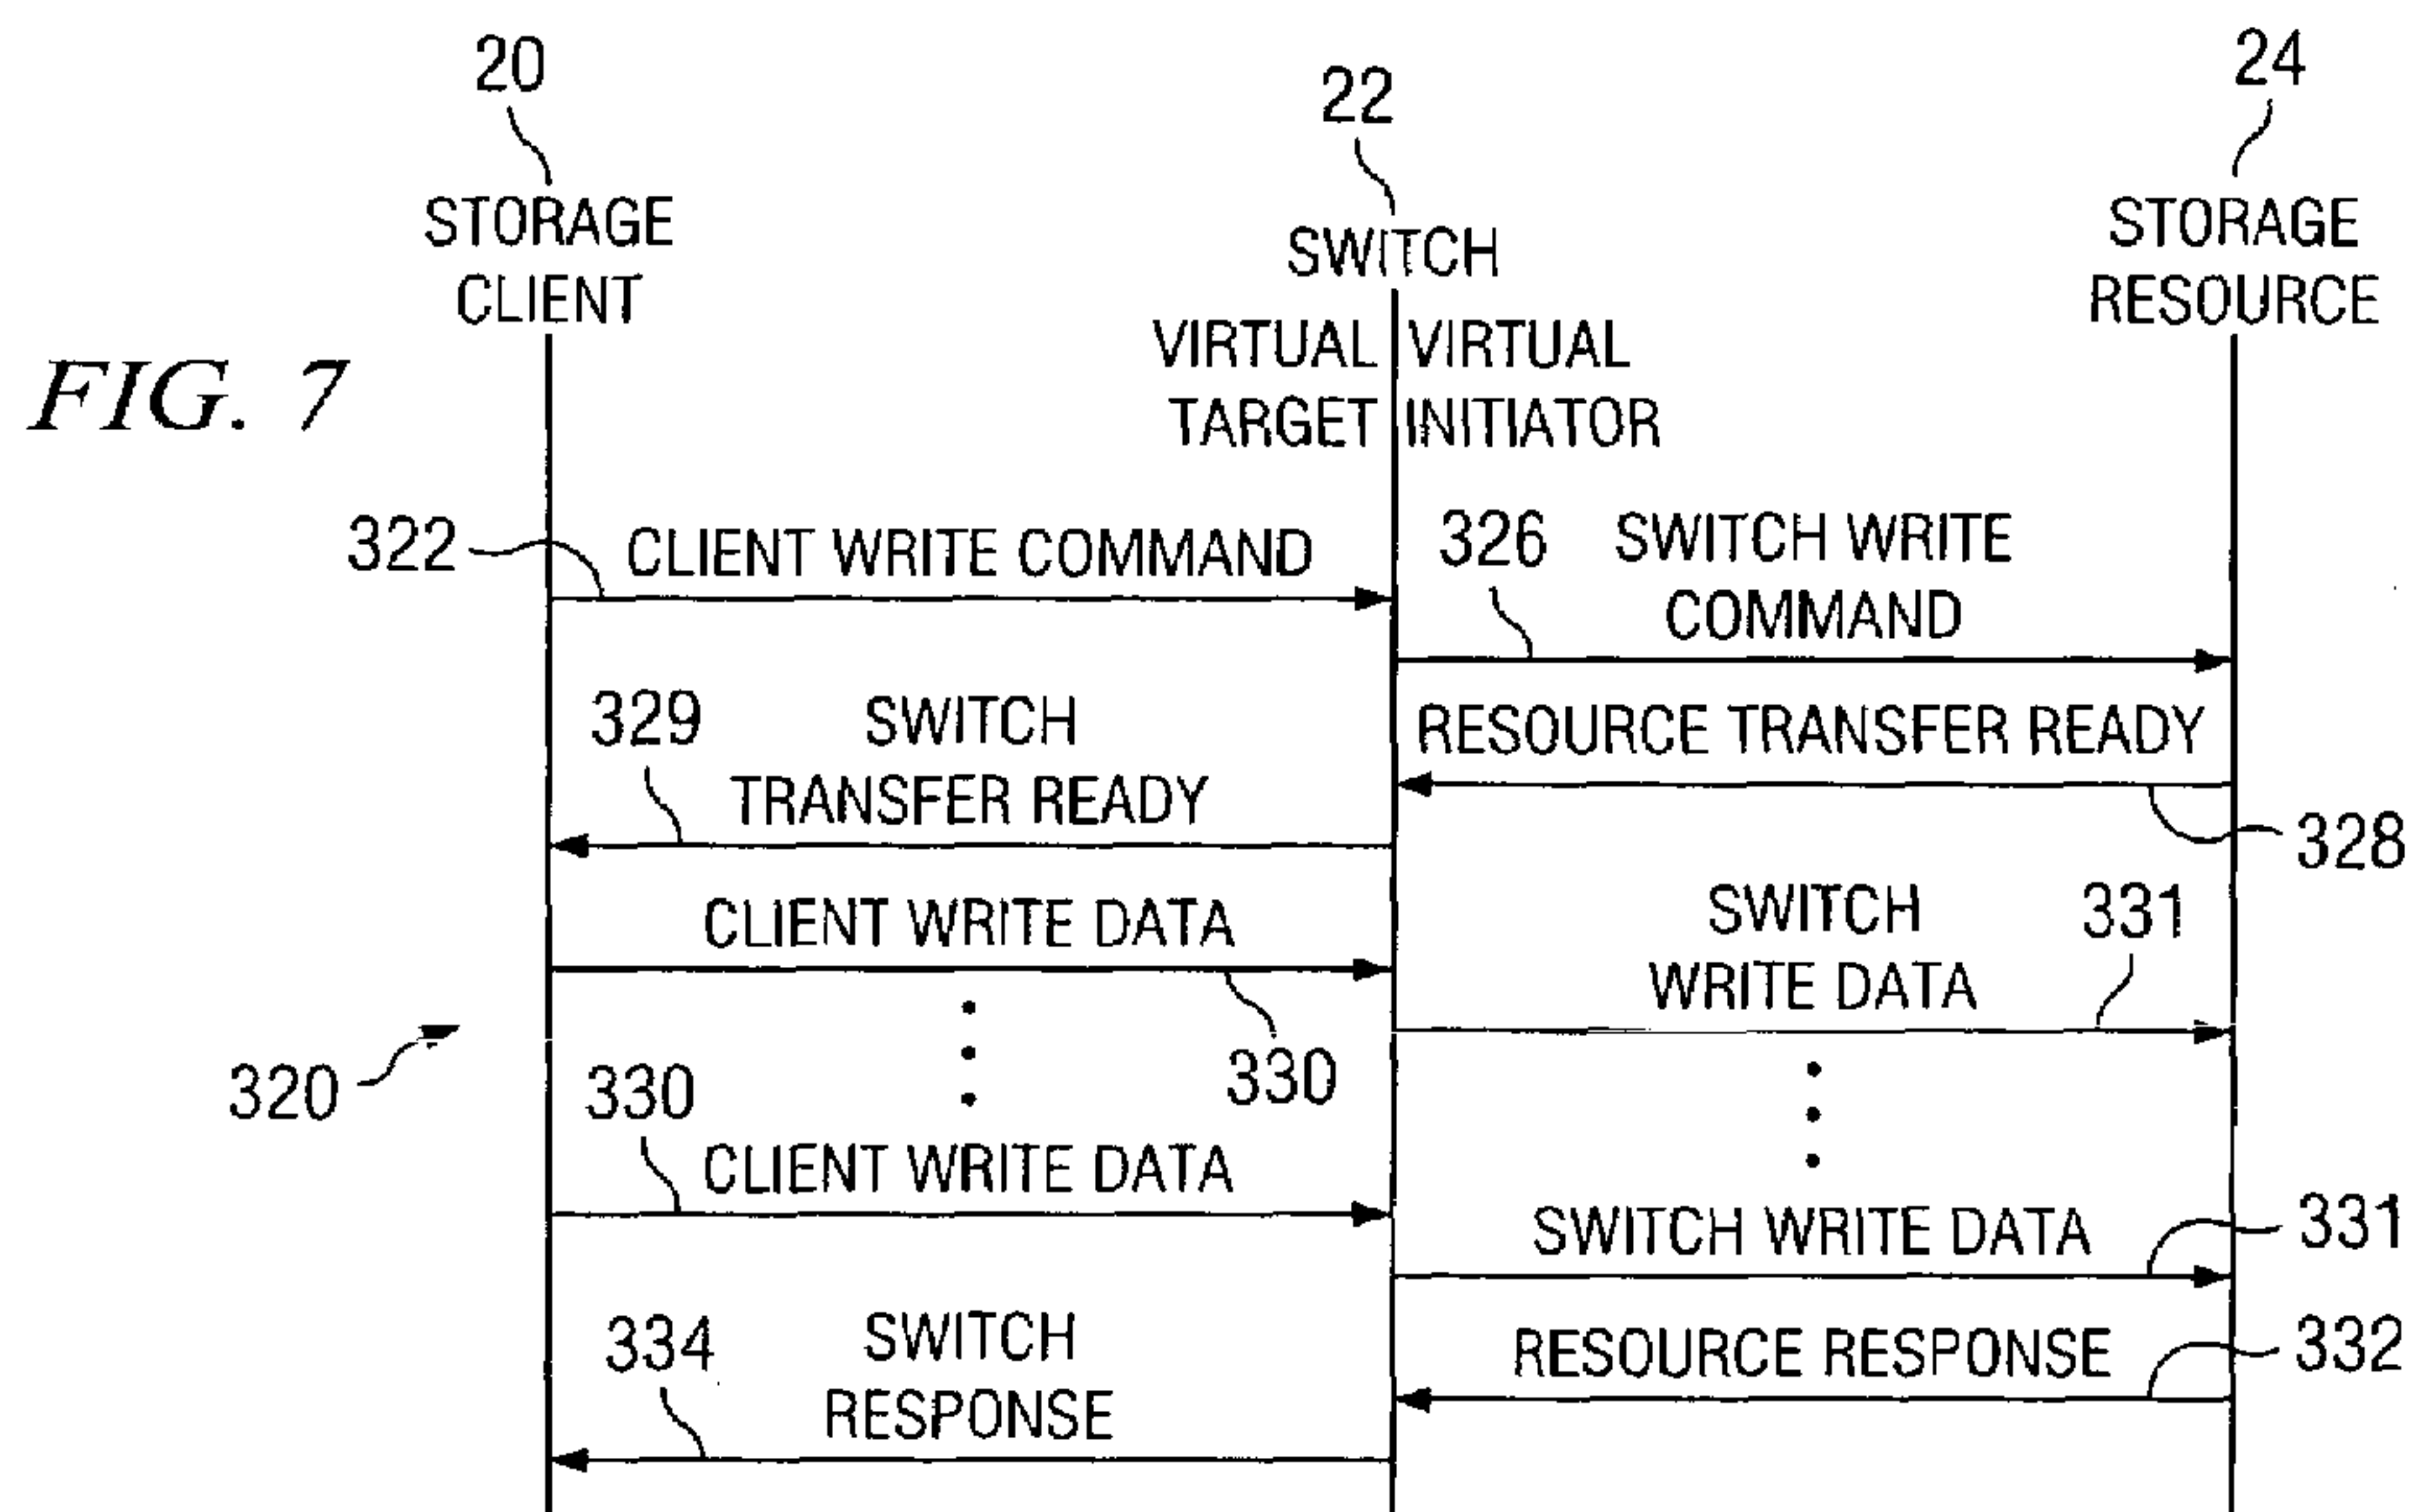 20
22
24
STORAGE
CLIENT
SWITCH
STORAGE
RESOURCE
VIRTUAL VIRTUAL
TARGET INITIATOR
FIG. 7
322
CLIENT WRITE COMMAND
326
SWITCH WRITE
COMMAND
329
SWITCH
TRANSFER READY
RESOURCE TRANSFER READY
328
CLIENT WRITE DATA
330
SWITCH
WRITE DATA
331
320
330
CLIENT WRITE DATA
SWITCH WRITE DATA
331
334
SWITCH
RESPONSE
RESOURCE RESPONSE
332